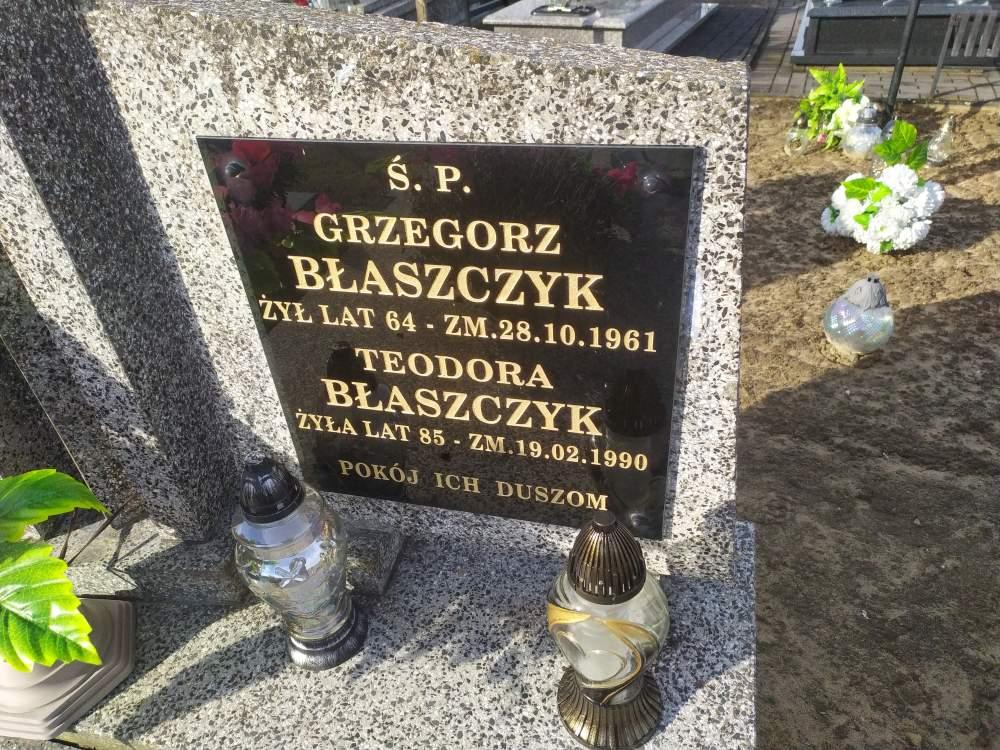 Ś. P.
GRZEGORZ
BŁASZCZYK
ŻYŁ LAT 64 - ZM.28.10.1961
TEODORA
BŁASZCZYK
ŻYŁA LAT 85 - ZM.19.02.1990
POKÓJ ICH DUSZOM